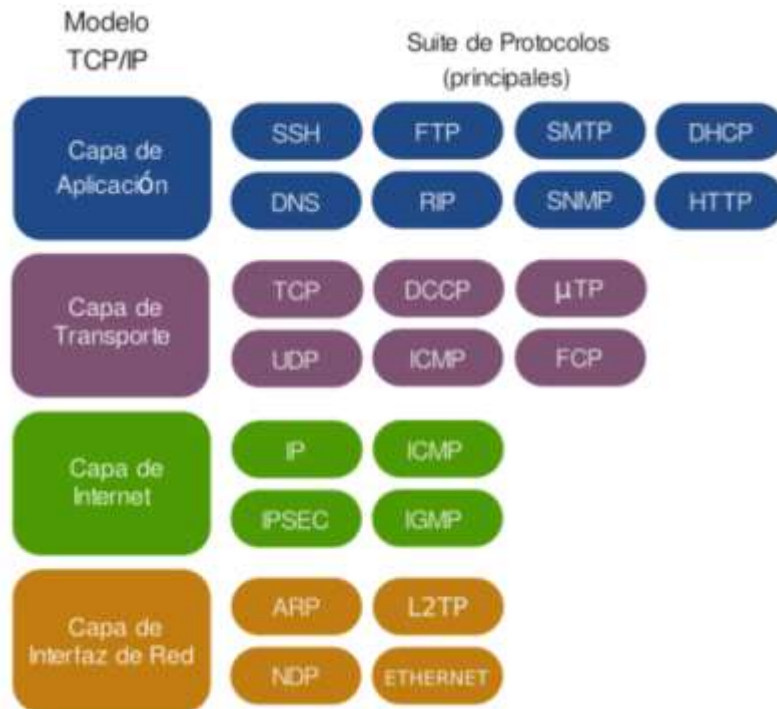 Modelo
TCP/IP
Suite de Protocolos
(principales)
Capa de
Aplicación
SSH
FTP
SMTP
DHCP
DNS
RIP
SNMP
HTTP
Capa de
Transporte
TCP
DCCP
µTP
UDP
ICMP
FCP
Capa de
Internet
IP
ICMP
IPSEC
IGMP
Capa de
Interfaz de Red
ARP
L2TP
NDP
ETHERNET